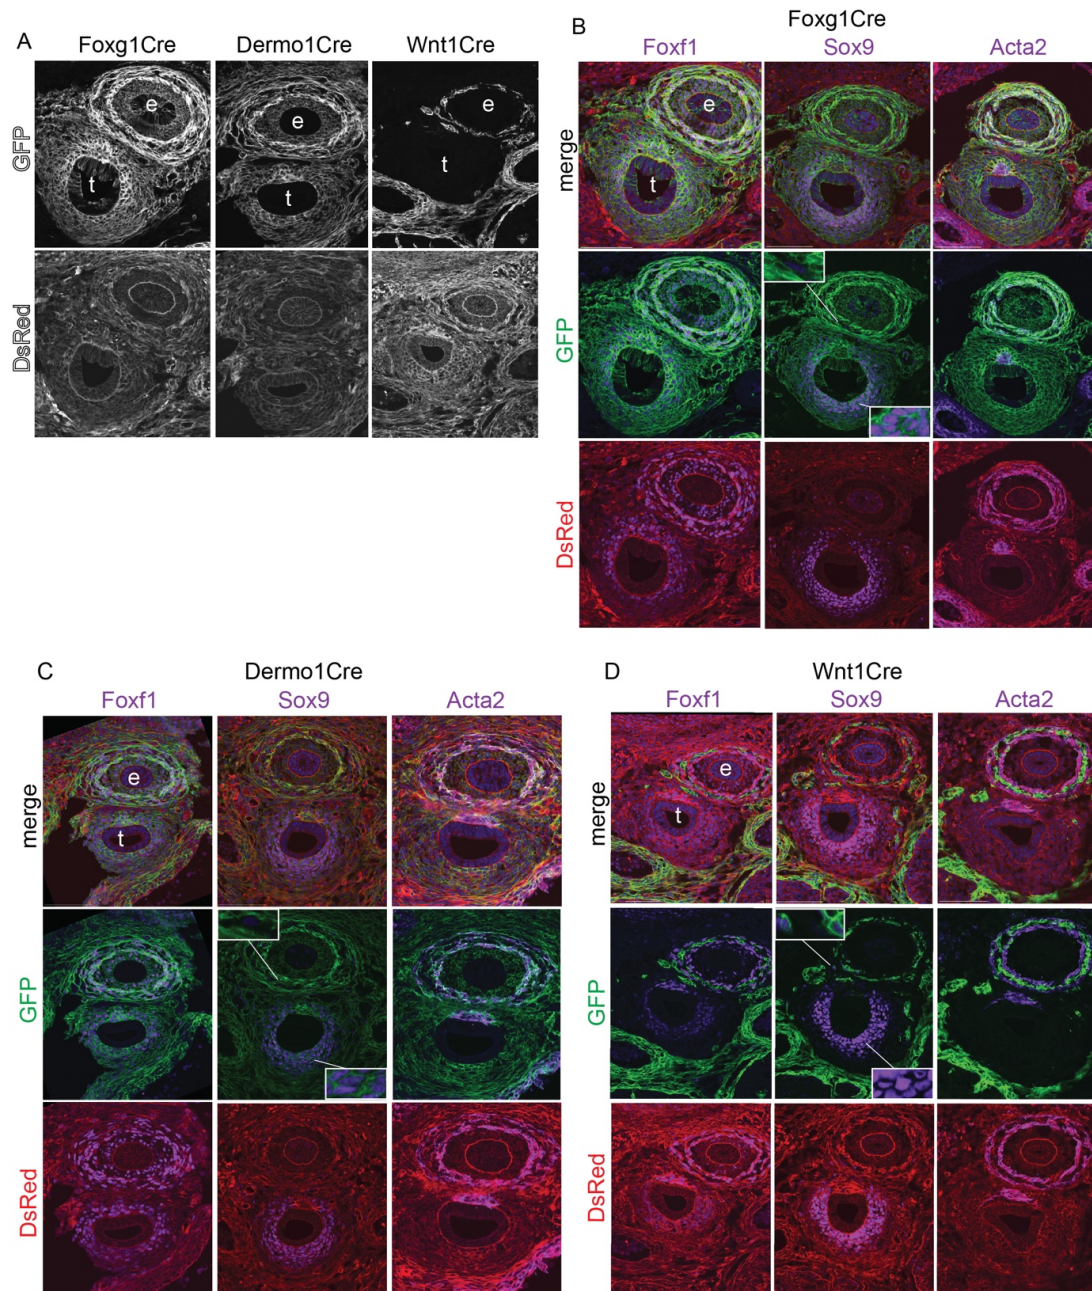 A
Foxg1Cre Dermo1Cre Wnt1Cre
GFP
e
e
e
t
t
t
DsRed
B
Foxg1Cre
Foxf1 Sox9 Acta2
merge
e
t
GFP
DsRed
C
Dermo1Cre
Foxf1 Sox9 Acta2
merge
e
t
GFP
DsRed
D
Wnt1Cre
Foxf1 Sox9 Acta2
merge
e
t
GFP
DsRed